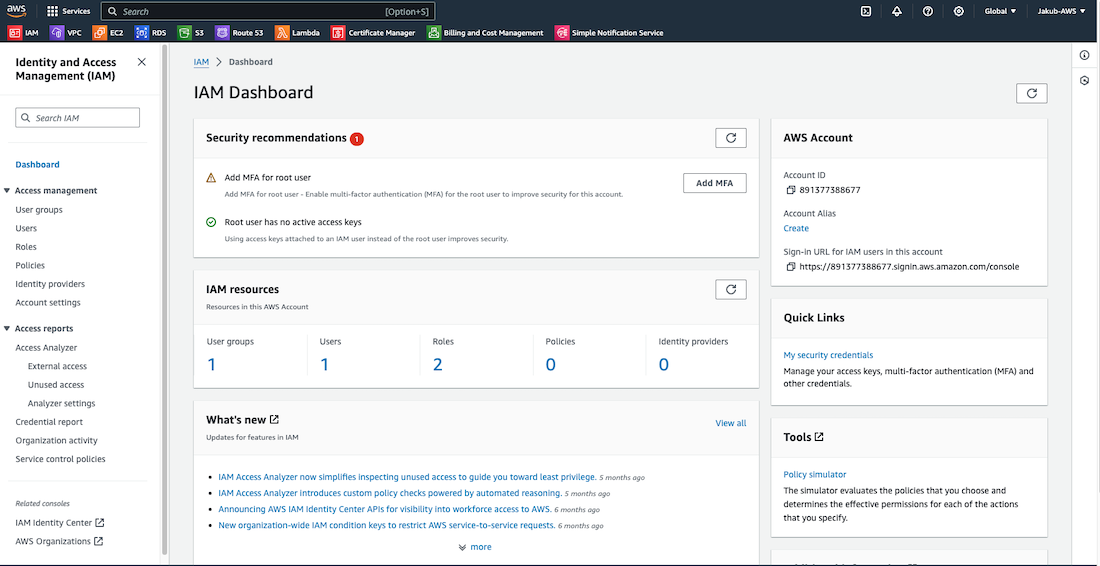 aws
Services
Search
[Option+S]
Global
Jakub-AWS
IAM
VPC
EC2
RDS
S3
Route 53
Lambda
Certificate Manager
Billing and Cost Management
Simple Notification Service
Identity and Access
Management (IAM)
Search IAM
Dashboard
Access management
User groups
Users
Roles
Policies
Identity providers
Account settings
Access reports
Access Analyzer
External access
Unused access
Analyzer settings
Credential report
Organization activity
Service control policies
Related consoles
IAM Identity Center
AWS Organizations
IAM > Dashboard
IAM Dashboard
Security recommendations 1
Add MFA for root user
Add MFA for root user - Enable multi-factor authentication (MFA) for the root user to improve security for this account.
Add MFA
Root user has no active access keys
Using access keys attached to an IAM user instead of the root user improves security.
IAM resources
Resources in this AWS Account
User groups
1
Users
1
Roles
2
Policies
0
Identity providers
0
What's new
View all
Updates for features in IAM
IAM Access Analyzer now simplifies inspecting unused access to guide you toward least privilege. 5 months ago
IAM Access Analyzer introduces custom policy checks powered by automated reasoning. 5 months ago
Announcing AWS IAM Identity Center APIs for visibility into workforce access to AWS. 6 months ago
New organization-wide IAM condition keys to restrict AWS service-to-service requests. 6 months ago
more
AWS Account
Account ID
891377388677
Account Alias
Create
Sign-in URL for IAM users in this account
https://891377388677.signin.aws.amazon.com/console
Quick Links
My security credentials
Manage your access keys, multi-factor authentication (MFA) and
other credentials.
Tools
Policy simulator
The simulator evaluates the policies that you choose and
determines the effective permissions for each of the actions
that you specify.